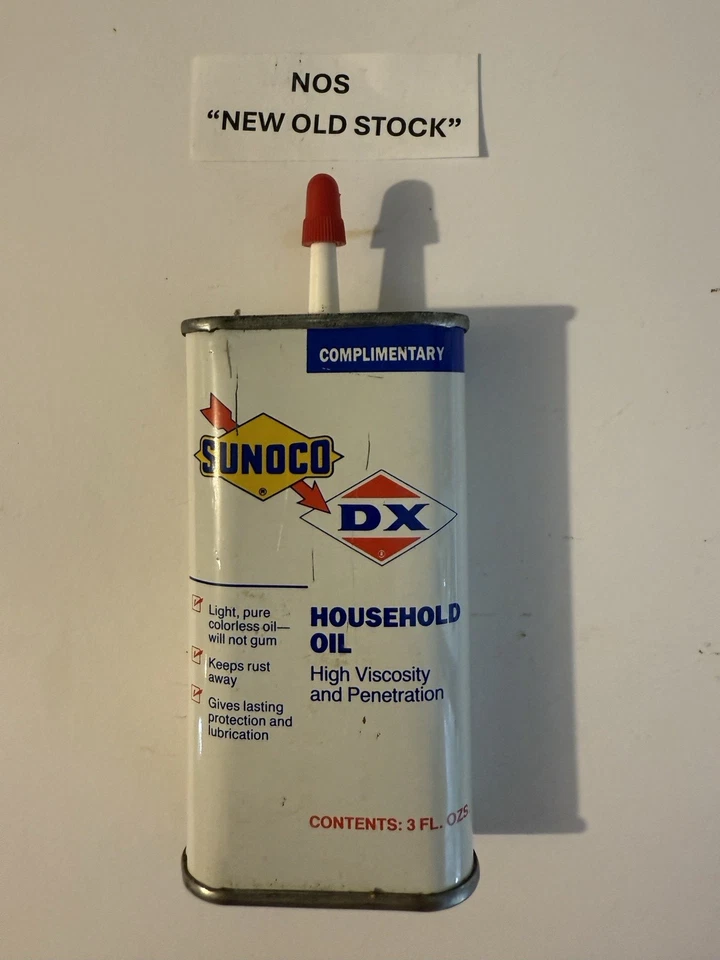 NOS
“NEW OLD STOCK”
COMPLIMENTARY
SUNOCO
®
DX
®
Light, pure
colorless oil—
will not gum
Keeps rust
away
Gives lasting
protection and
lubrication
HOUSEHOLD
OIL
High Viscosity
and Penetration
CONTENTS: 3 FL. OZS.